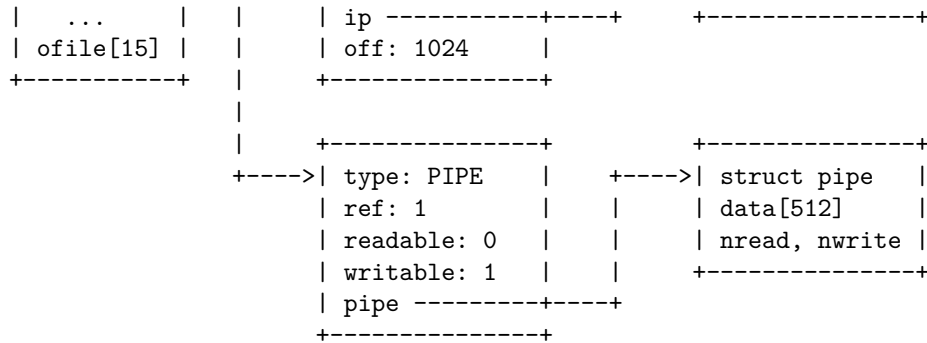 |   ...     |   |     | ip -----------+----+     +---------------+
| ofile[15] |   |     | off: 1024     |
+-----------+   |     +---------------+
                |
                |     +---------------+          +---------------+
                +---->| type: PIPE    |    +---->| struct pipe   |
                      | ref: 1        |    |     | data[512]     |
                      | readable: 0   |    |     | nread, nwrite |
                      | writable: 1   |    |     +---------------+
                      | pipe ---------+----+
                      +---------------+